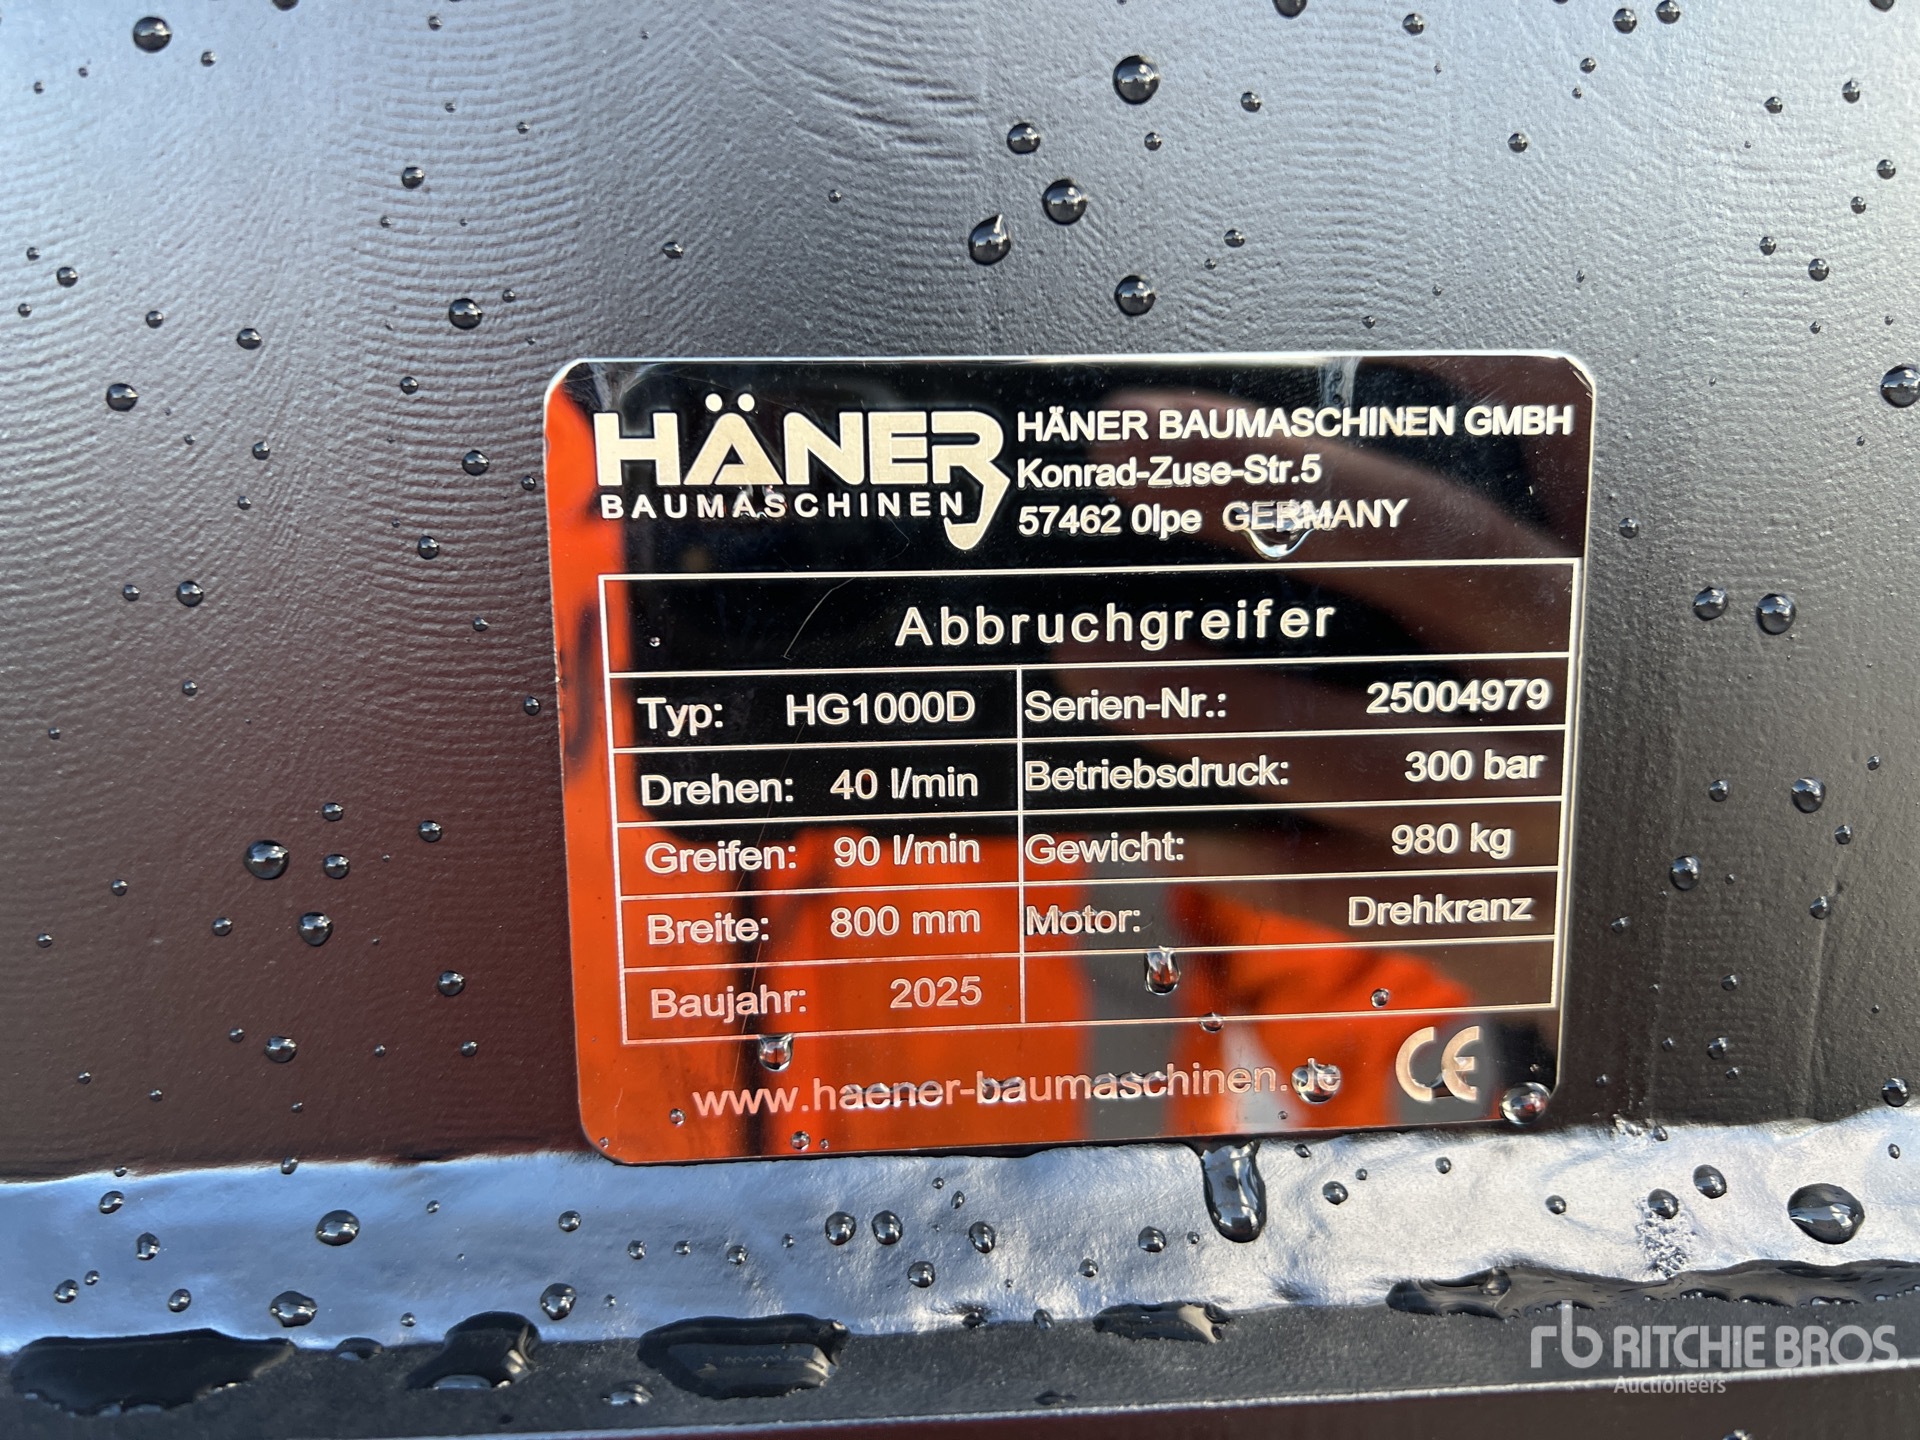 HÄNER
BAUMASCHINEN
HÄNER BAUMASCHINEN GMBH
Konrad-Zuse-Str.5
57462 Olpe GERMANY
Abbruchgreifer
Typ: HG1000D Serien-Nr.: 25004979
Drehen: 40 l/min Betriebsdruck: 300 bar
Greifen: 90 l/min Gewicht: 980 kg
Breite: 800 mm Motor: Drehkranz
Baujahr: 2025
www.haener-baumaschinen.de CE
rb RITCHIE BROS.
Auctioneers